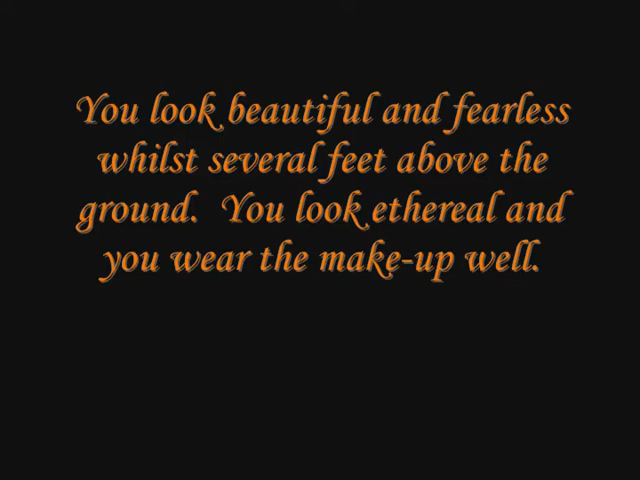 You look beautiful and fearless
whilst several feet above the
ground.  You look ethereal and
you wear the make-up well.